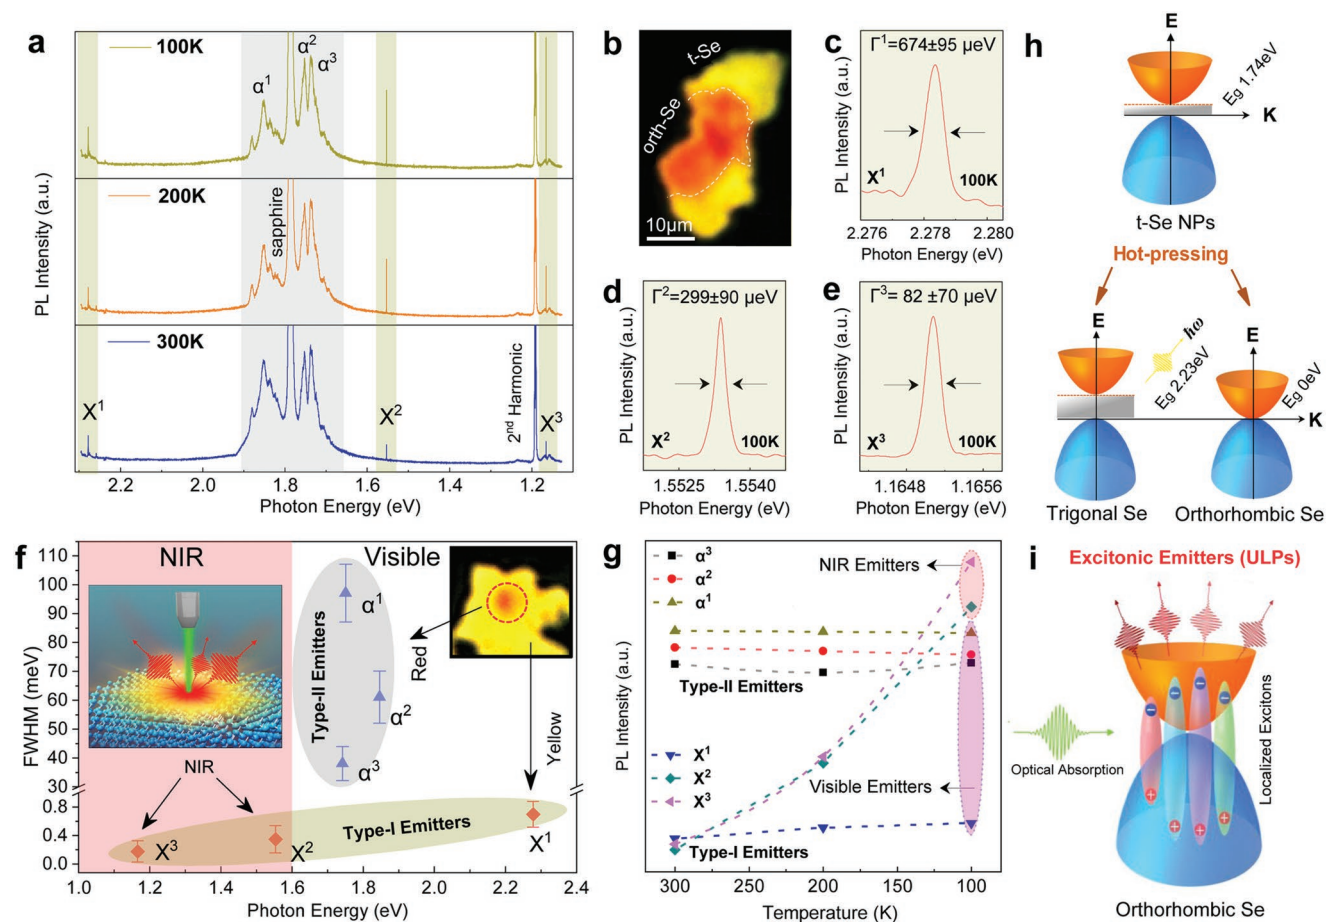 a
100K
α¹
α²
α³
200K
sapphire
300K
X¹
X²
2nd Harmonic
X³
PL Intensity (a.u.)
2.2 2.0 1.8 1.6 1.4 1.2
Photon Energy (eV)
b
t-Se
orth-Se
10µm
c
Γ¹=674±95 µeV
X¹
100K
PL Intensity (a.u.)
2.276 2.278 2.280
Photon Energy (eV)
d
Γ²=299±90 µeV
X²
100K
PL Intensity (a.u.)
1.5525 1.5540
Photon Energy (eV)
e
Γ³= 82 ±70 µeV
X³
100K
PL Intensity (a.u.)
1.1648 1.1656
Photon Energy (eV)
h
E
Eg 1.74eV
K
t-Se NPs
Hot-pressing
E
ħω
Eg 2.23eV
E
Eg 0eV
K
Trigonal Se
Orthorhombic Se
f
NIR
Visible
α¹
Type-II Emitters
α²
α³
Red
Yellow
NIR
Type-I Emitters
X³
X²
X¹
FWHM (meV)
110
100
90
80
70
60
50
40
30
0.8
0.4
0.0
1.0 1.2 1.4 1.6 1.8 2.0 2.2 2.4
Photon Energy (eV)
g
α³
α²
α¹
NIR Emitters
Type-II Emitters
X¹
X²
X³
Visible Emitters
Type-I Emitters
PL Intensity (a.u.)
300 250 200 150 100
Temperature (K)
i
Excitonic Emitters (ULPs)
Optical Absorption
Localized Excitons
− − − −
+ + + +
Orthorhombic Se